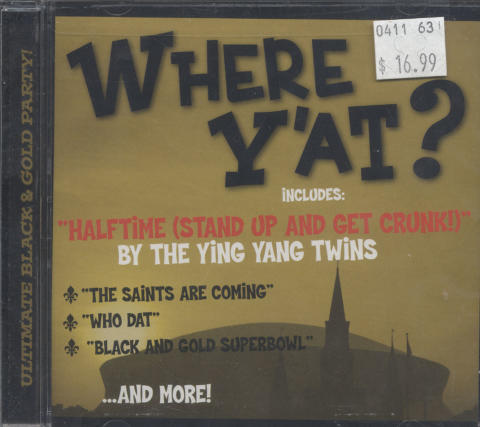 ULTIMATE BLACK & GOLD PARTY!
0411 63
$ 16.99
WHERE
Y'AT?
INCLUDES:
"HALFTIME (STAND UP AND GET CRUNK!)"
BY THE YING YANG TWINS
"THE SAINTS ARE COMING"
"WHO DAT"
"BLACK AND GOLD SUPERBOWL"
...AND MORE!